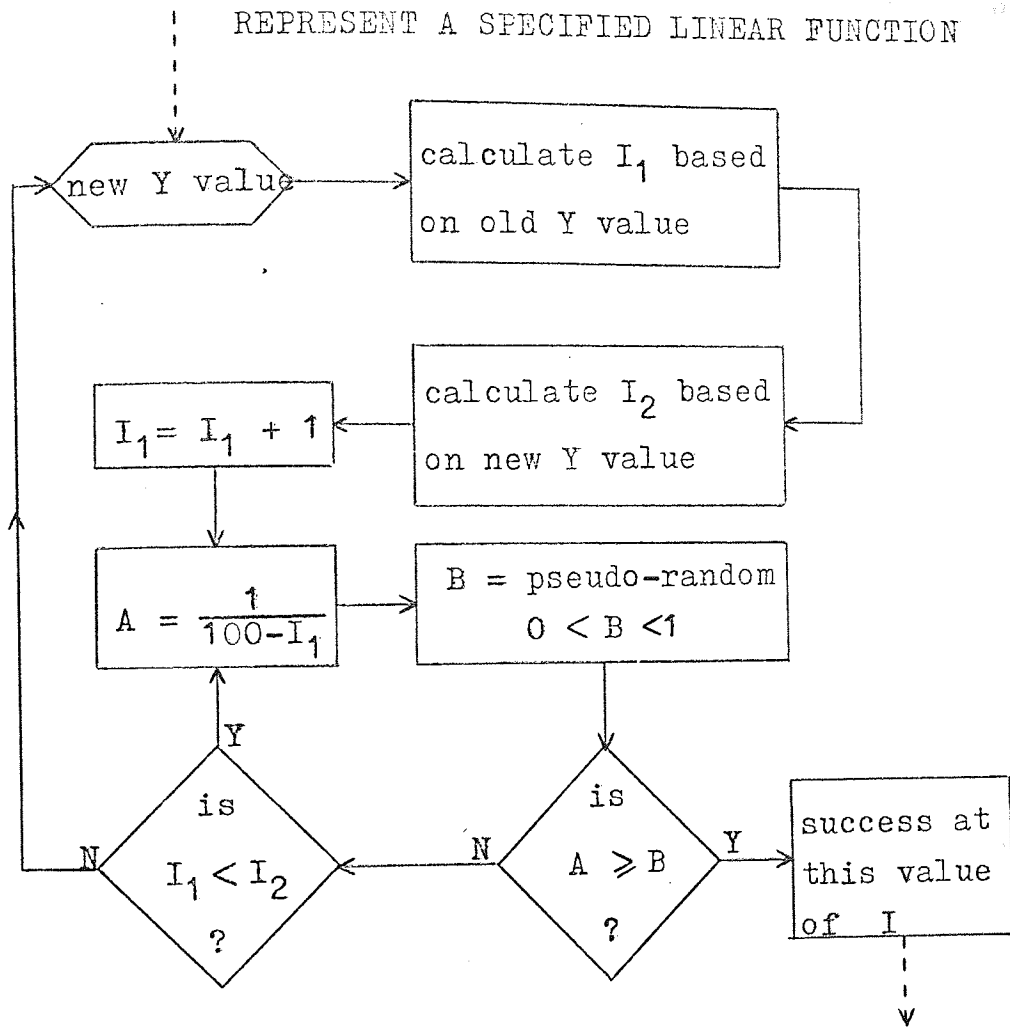 REPRESENT A SPECIFIED LINEAR FUNCTION
new Y value
calculate I₁ based
on old Y value
calculate I₂ based
on new Y value
I₁ = I₁ + 1
A = 1/(100-I₁)
B = pseudo-random
0 < B < 1
is
A ⩾ B
?
Y
N
success at
this value
of I
is
I₁ < I₂
?
Y
N